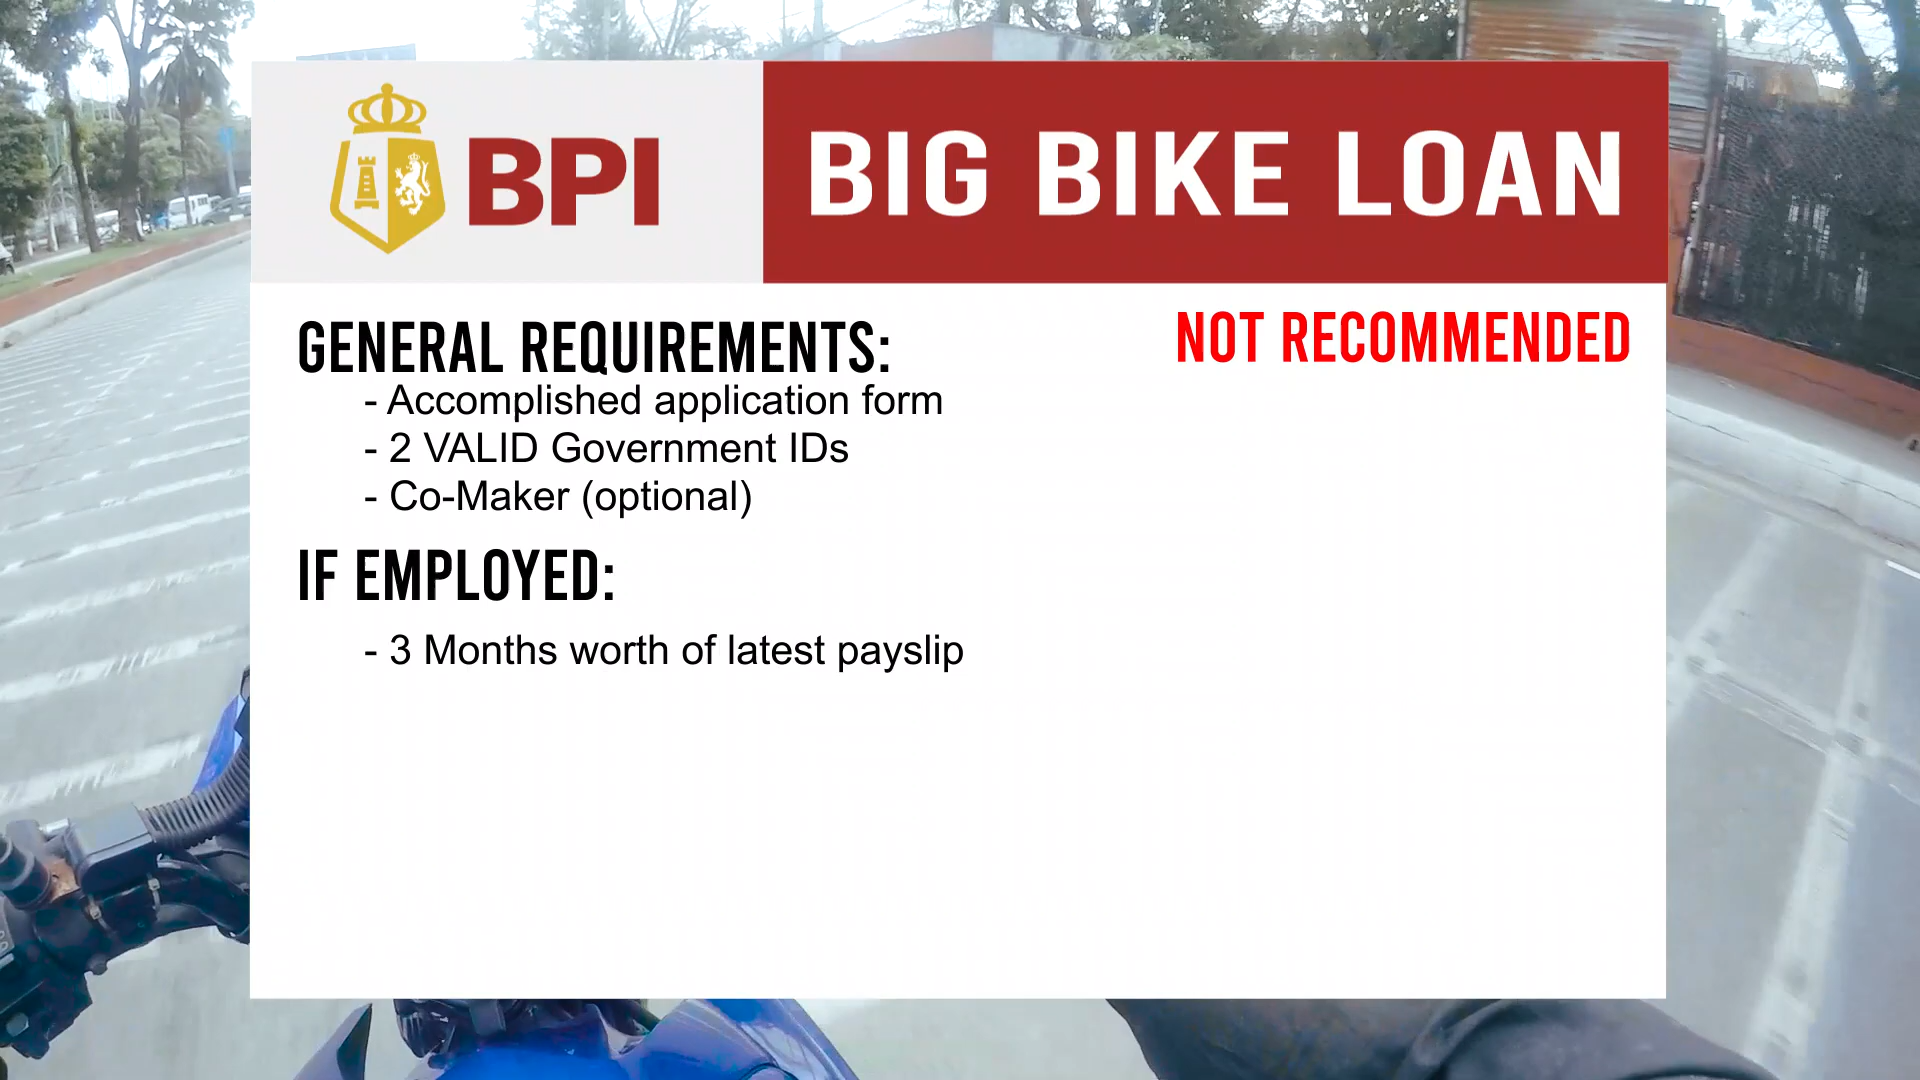 BPI
BIG BIKE LOAN
GENERAL REQUIREMENTS:
NOT RECOMMENDED
- Accomplished application form
- 2 VALID Government IDs
- Co-Maker (optional)
IF EMPLOYED:
- 3 Months worth of latest payslip